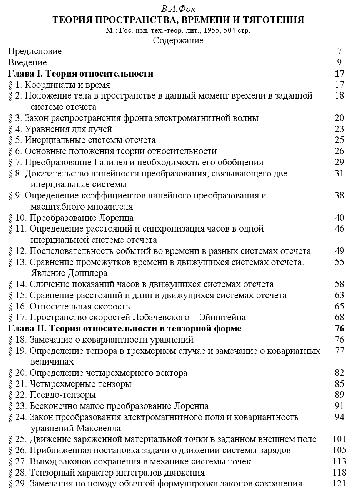 В.А.Фок
ТЕОРИЯ ПРОСТРАНСТВА, ВРЕМЕНИ И ТЯГОТЕНИЯ
М.: Гос. изд. техн-теор. лит., 1955, 504 стр.
Содержание
Предисловие 7
Введение 9
Глава I. Теория относительности 17
§ 1. Координаты и время 17
§ 2. Положение тела в пространстве в данный момент времени в заданной 18
системе отсчета
§ 3. Закон распространения фронта электромагнитной волны 20
§ 4. Уравнения для лучей 23
§ 5. Инерциальные системы отсчета 25
§ 6. Основные положения теории относительности 26
§ 7. Преобразование Галилея и необходимость его обобщения 29
§ 8. Доказательство линейности преобразования, связывающего две 31
инерциальные системы
§ 9. Определение коэффициентов линейного преобразования и 38
масштабного множителя
§ 10. Преобразование Лоренца 40
§ 11. Определение расстояний и синхронизация часов в одной 46
инерциальной системе отсчета
§ 12. Последовательность событий во времени в разных системах отсчета 49
§ 13. Сравнение промежутков времени в движущихся системах отсчета. 55
Явление Допплера
§ 14. Сличение показаний часов в движущихся системах отсчета 58
§ 15. Сравнение расстояний и длин в движущихся системах отсчета 63
§ 16. Относительная скорость 65
§ 17. Пространство скоростей Лобачевского – Эйнштейна 68
Глава II. Теория относительности в тензорной форме 76
§ 18. Замечание о ковариантности уравнений 76
§ 19. Определение тензора в трехмерном случае и замечание о ковариантных 77
величинах
§ 20. Определение четырехмерного вектора 82
§ 21. Четырехмерные тензоры 85
§ 22. Псевдо-тензоры 89
§ 23. Бесконечно малое преобразование Лоренца 91
§ 24. Закон преобразования электромагнитного поля и ковариантность 94
уравнений Максвелла
§ 25. Движение заряженной материальной точки в заданном внешнем поле 101
§ 26. Приближенная постановка задачи о движении системы зарядов 105
§ 27. Вывод законов сохранения в механике системы точек 113
§ 28. Тензорный характер интегралов движения 118
§ 29. Замечания по поводу обычной формулировки законов сохранения 121